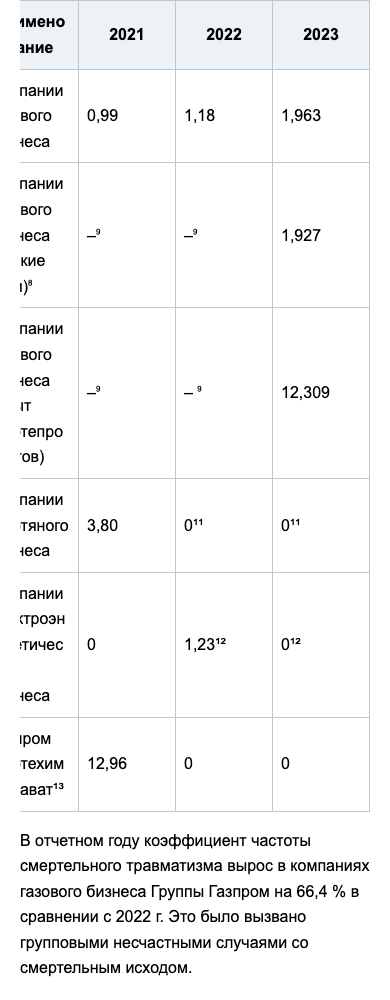 имено
ание
2021 2022 2023
пании
вого
неса
0,99 1,18 1,963
пании
вого
неса
кие
)⁸
–⁹ –⁹ 1,927
пании
вого
неса
тепро
ов)
–⁹ – ⁹ 12,309
пании
тяного
неса
3,80 0¹¹ 0¹¹
пании
ктроэн
етичес
неса
0 1,23¹² 0¹²
пром
техим
ават¹³
12,96 0 0
В отчетном году коэффициент частоты
смертельного травматизма вырос в компаниях
газового бизнеса Группы Газпром на 66,4 % в
сравнении с 2022 г. Это было вызвано
групповыми несчастными случаями со
смертельным исходом.